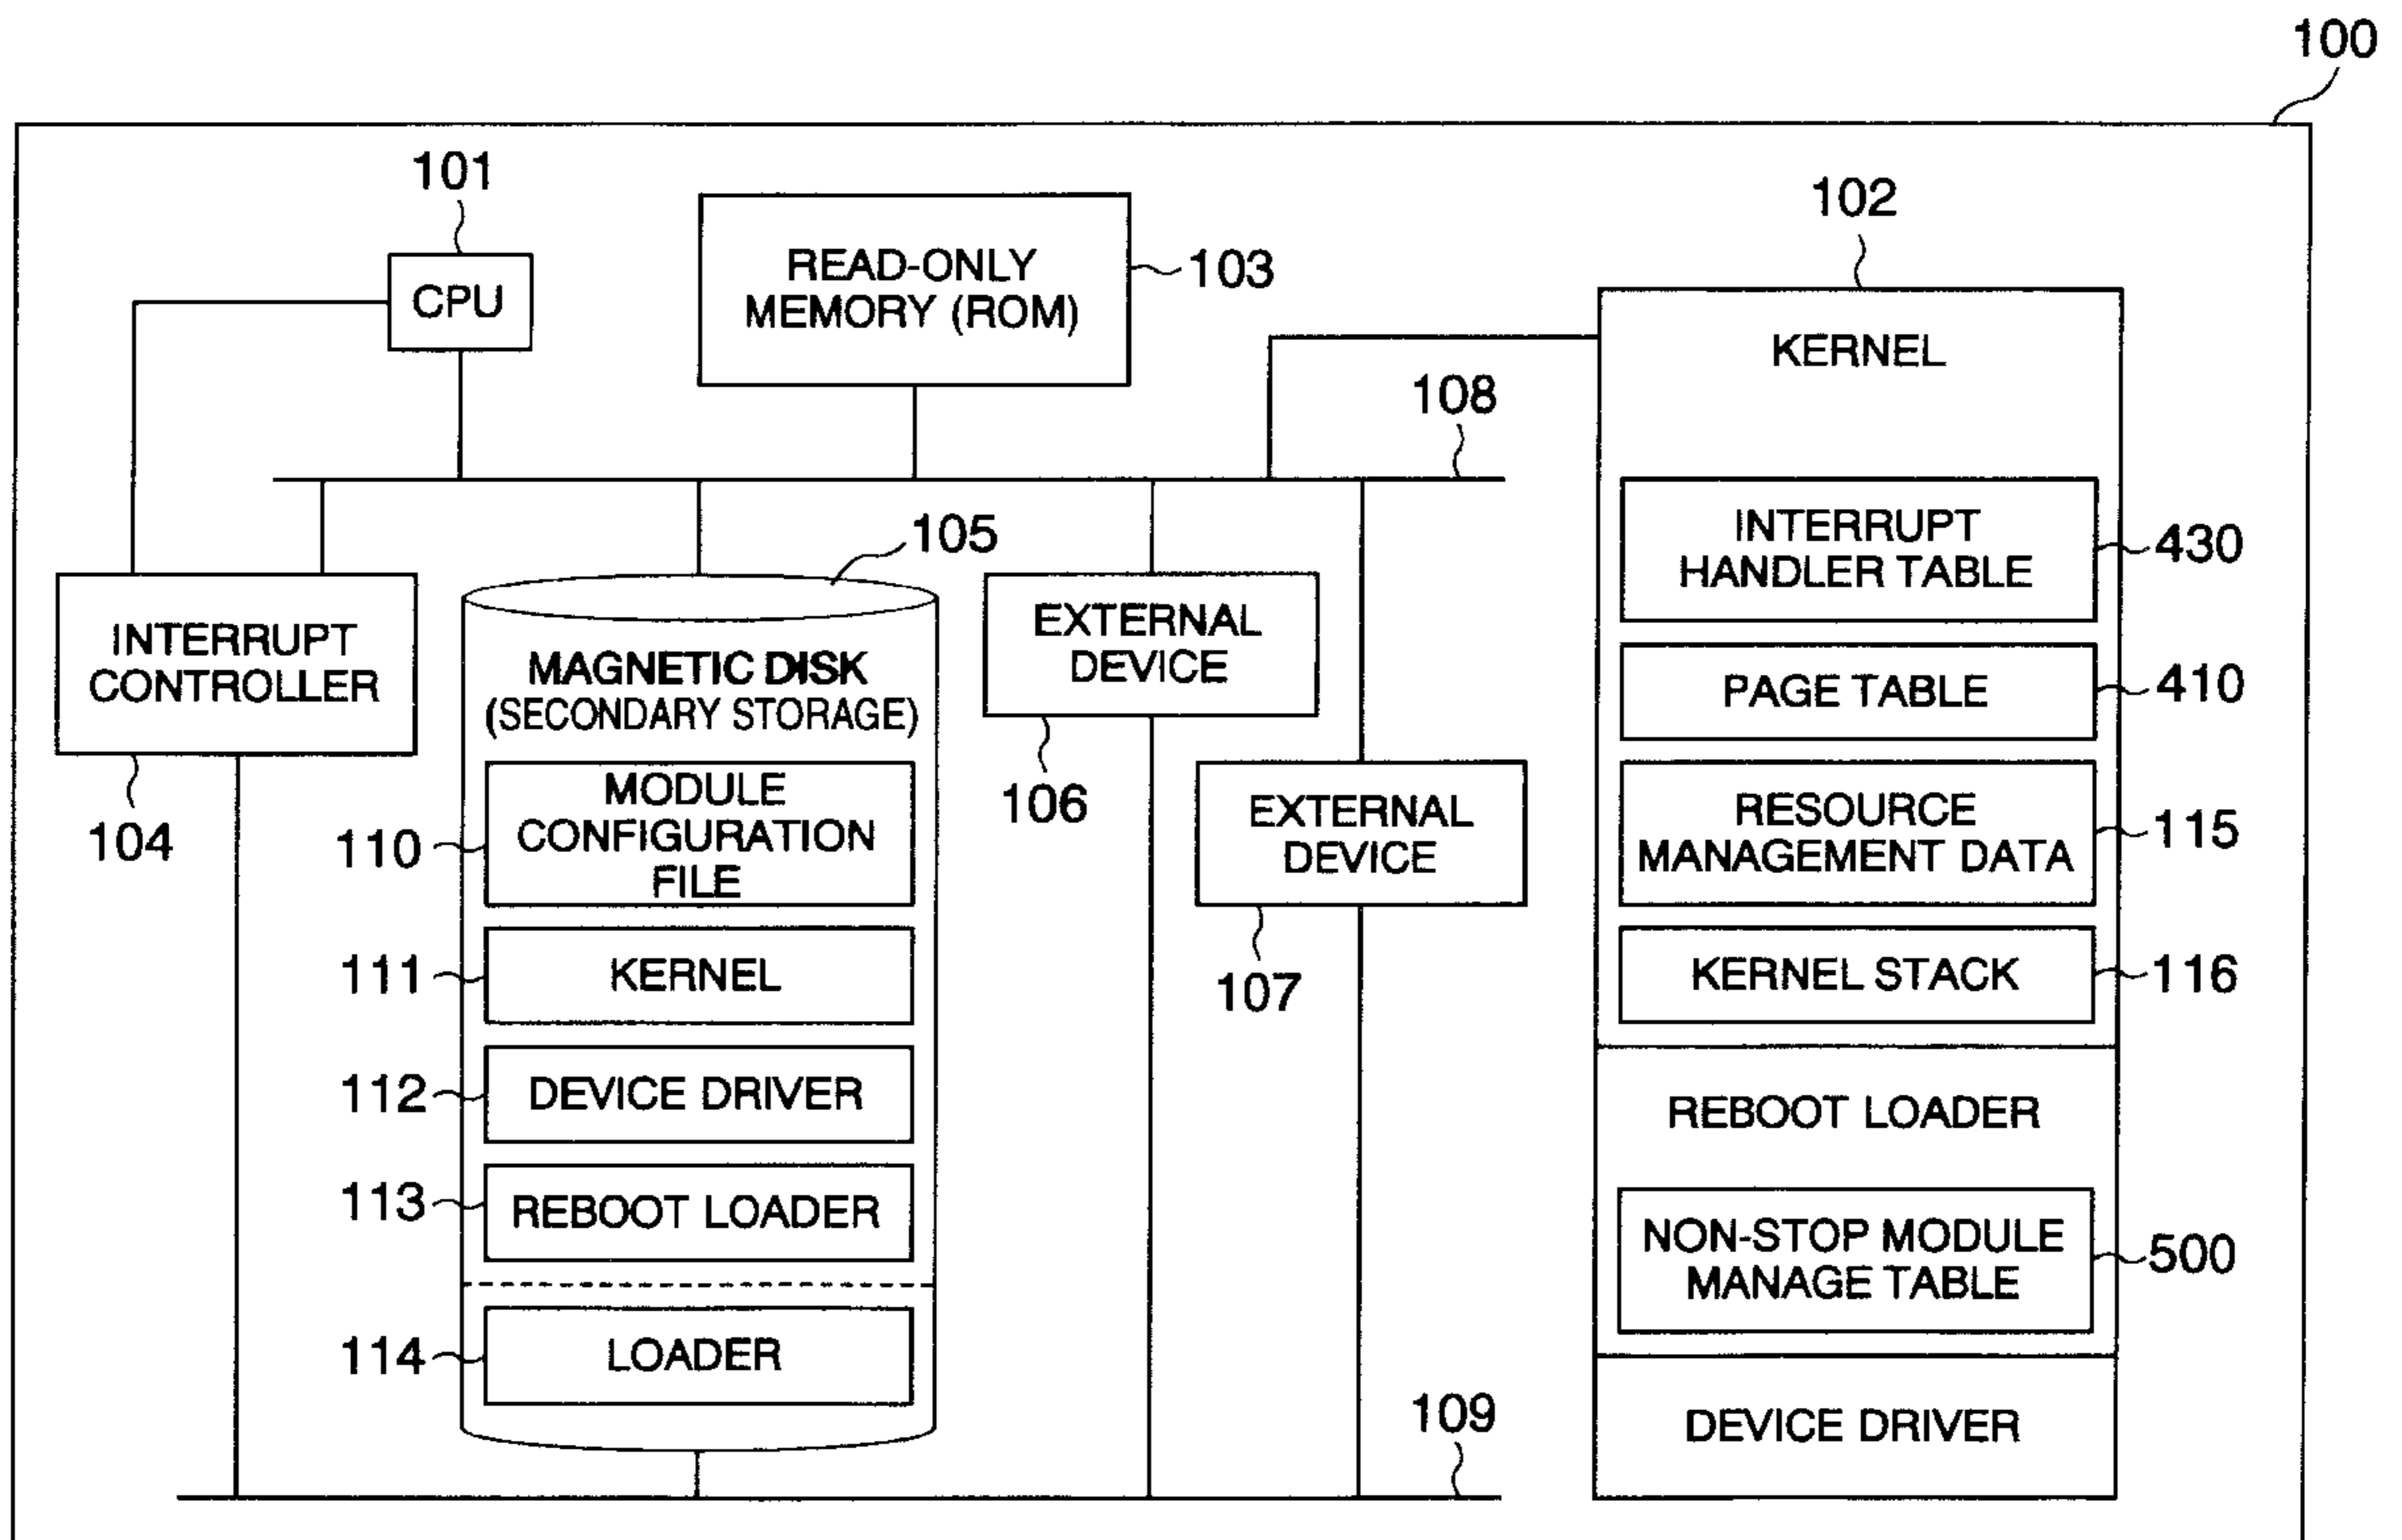 100
101
CPU
READ-ONLY
MEMORY (ROM)
103
102
KERNEL
108
INTERRUPT
HANDLER TABLE
430
PAGE TABLE
410
RESOURCE
MANAGEMENT DATA
115
KERNEL STACK
116
REBOOT LOADER
NON-STOP MODULE
MANAGE TABLE
500
DEVICE DRIVER
INTERRUPT
CONTROLLER
104
105
MAGNETIC DISK
(SECONDARY STORAGE)
MODULE
CONFIGURATION
FILE
110
KERNEL
111
DEVICE DRIVER
112
REBOOT LOADER
113
LOADER
114
EXTERNAL
DEVICE
106
EXTERNAL
DEVICE
107
109